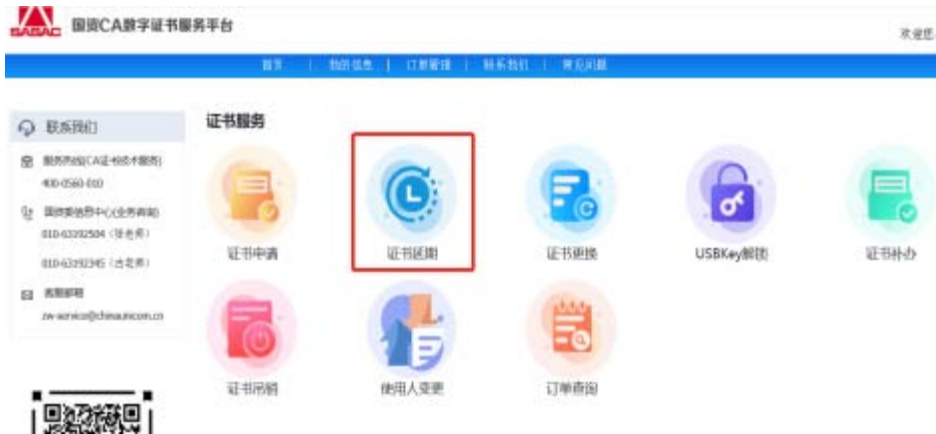 SASAC 国资CA数字证书服务平台
欢迎您
首页 | 我的信息 | 订单管理 | 联系我们 | 常见问题
联系我们
服务热线(CA证书技术服务)
400-0560-010
国资委信息中心(业务咨询)
证书服务
证书申请
证书延期
证书更换
USBKey解锁
证书补办
客服邮箱
zw-service@chinaunicom.cn
证书吊销
使用人变更
订单查询